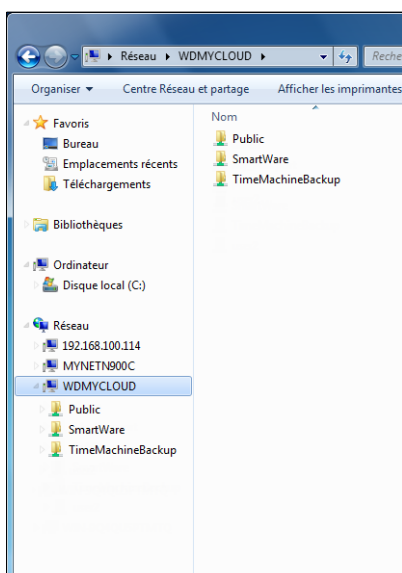 Réseau WDMYCLOUD Reche
Organiser Centre Réseau et partage Afficher les imprimantes
Favoris
Bureau
Emplacements récents
Téléchargements
Bibliothèques
Ordinateur
Disque local (C:)
Réseau
192.168.100.114
MYNETN900C
WDMYCLOUD
Public
SmartWare
TimeMachineBackup
Nom
Public
SmartWare
TimeMachineBackup